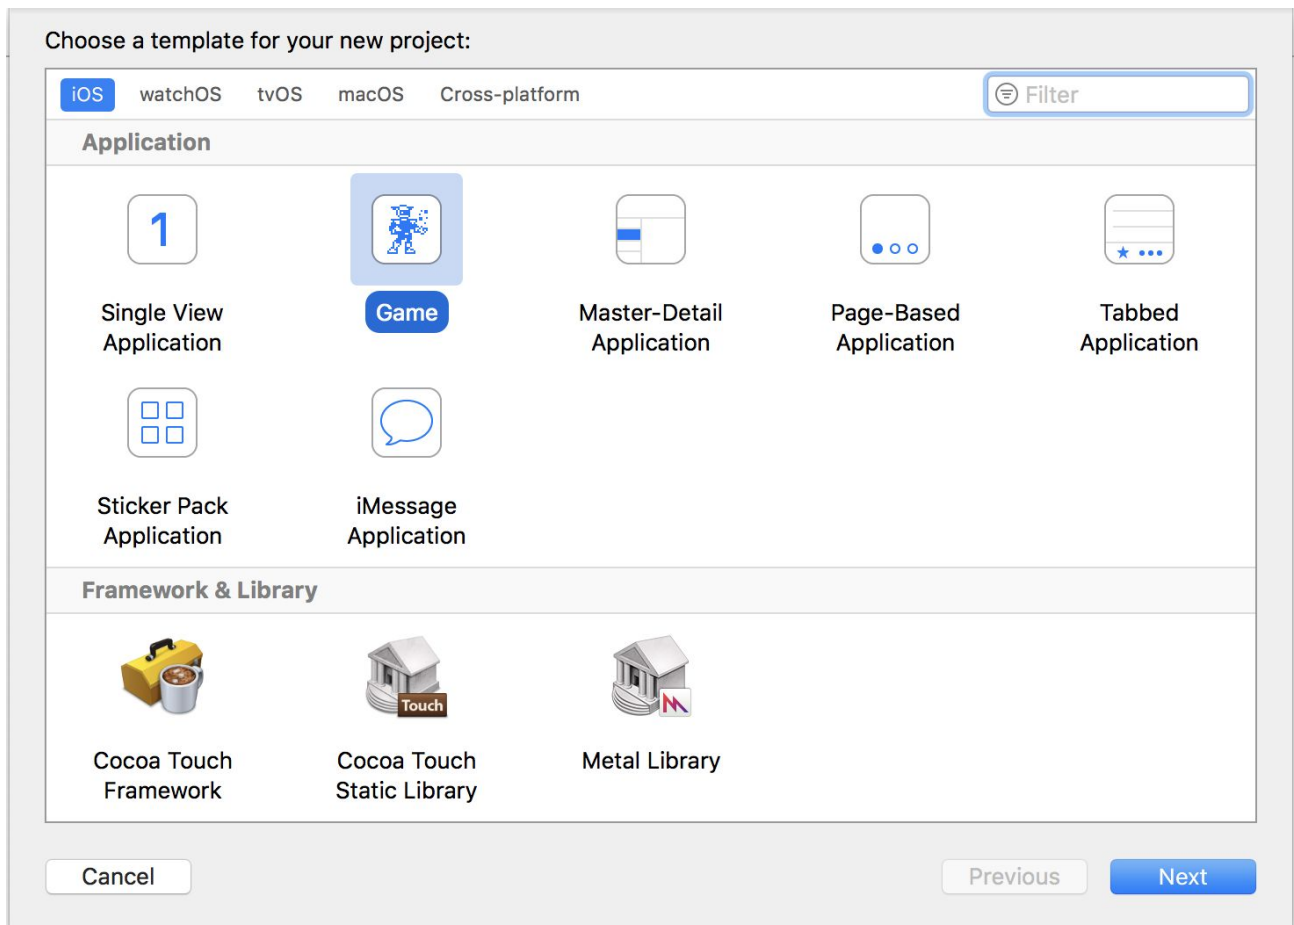 Choose a template for your new project:
iOS watchOS tvOS macOS Cross-platform Filter
Application
1
Single View Application
Game
Master-Detail Application
Page-Based Application
Tabbed Application
Sticker Pack Application
iMessage Application
Framework & Library
Touch
Cocoa Touch Framework
Cocoa Touch Static Library
Metal Library
Cancel Previous Next